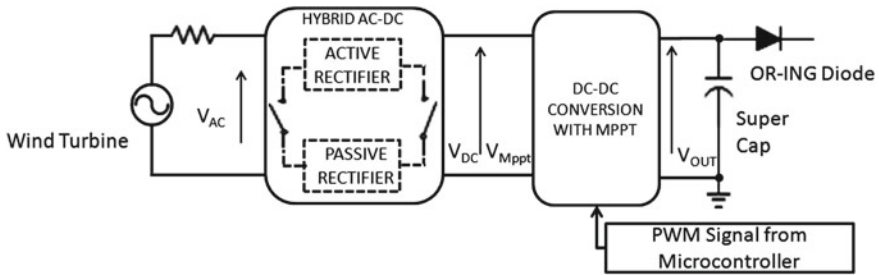 HYBRID AC-DC
ACTIVE
RECTIFIER
PASSIVE
RECTIFIER
Wind Turbine
VAC
VDC VMppt
DC-DC
CONVERSION
WITH MPPT
VOUT
OR-ING Diode
Super
Cap
PWM Signal from
Microcontroller